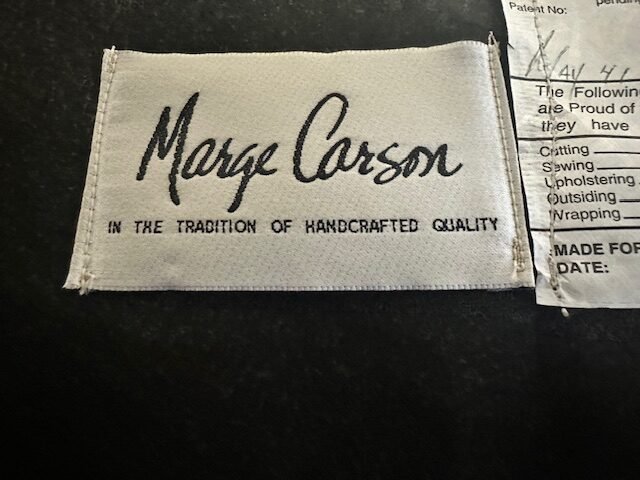 Marge Carson
IN THE TRADITION OF HANDCRAFTED QUALITY
Patent No:
The Following
are Proud of
they have
Cutting
Sewing
Upholstering
Outsiding
Wrapping
MADE FOR
DATE: